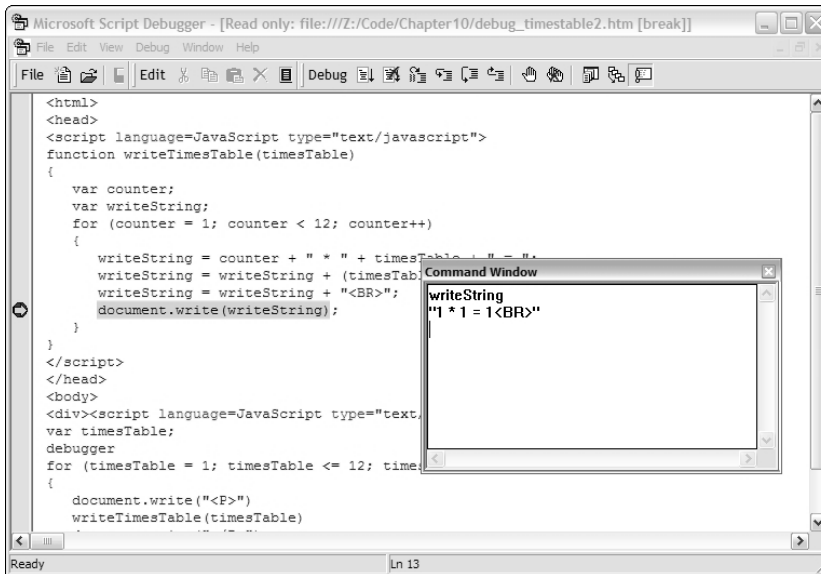 Microsoft Script Debugger - [Read only: file:///Z:/Code/Chapter10/debug_timestable2.htm [break]]
File Edit View Debug Window Help
File Edit Debug
<html>
<head>
<script language=JavaScript type="text/javascript">
function writeTimesTable(timesTable)
{
var counter;
var writeString;
for (counter = 1; counter < 12; counter++)
{
writeString = counter + " * " + timesTable + " = ";
writeString = writeString + (timesTabl
writeString = writeString + "<BR>";
document.write(writeString);
}
}
</script>
</head>
<body>
<div><script language=JavaScript type="text/
var timesTable;
debugger
for (timesTable = 1; timesTable <= 12; times
{
document.write("<P>")
writeTimesTable(timesTable)
Command Window
writeString
"1 * 1 = 1<BR>"
Ready Ln 13